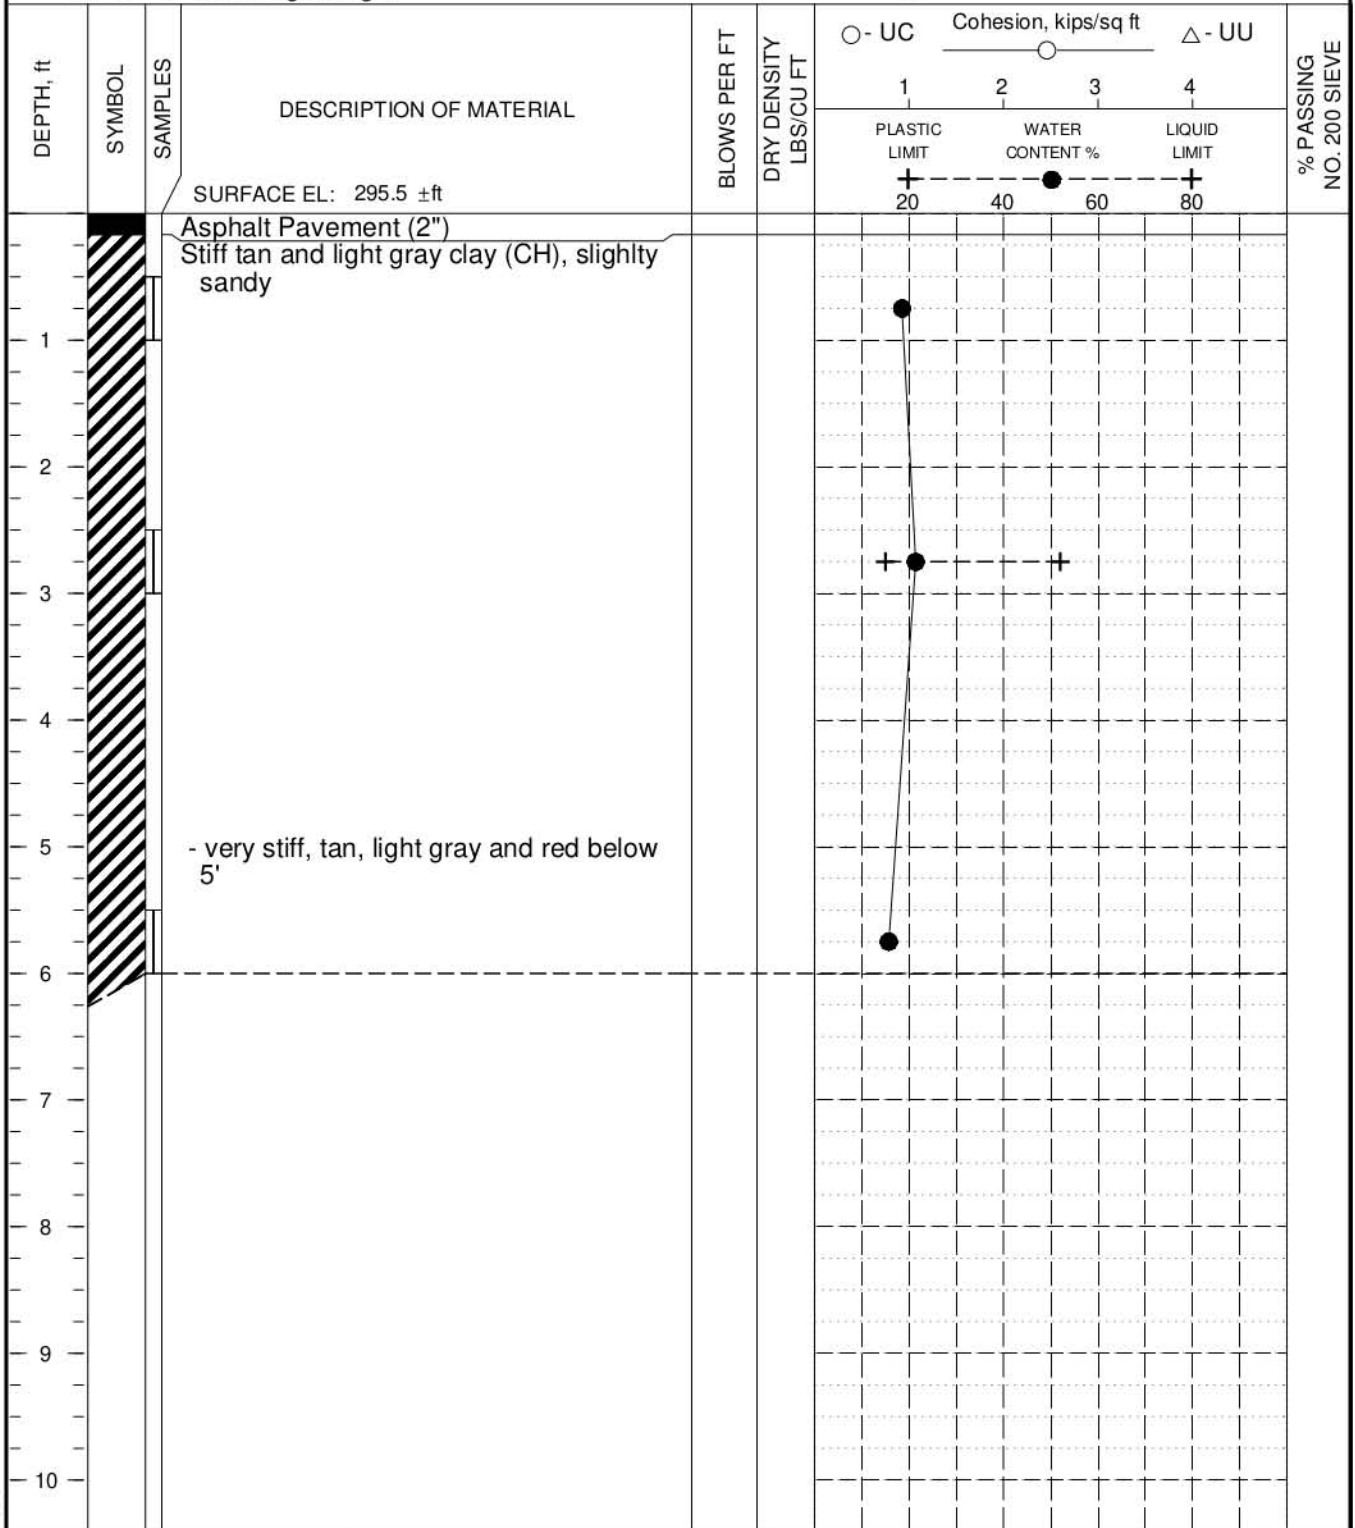 DEPTH, ft
SYMBOL
SAMPLES
DESCRIPTION OF MATERIAL
SURFACE EL: 295.5 ±ft
BLOWS PER FT
DRY DENSITY
LBS/CU FT
- UC
Cohesion, kips/sq ft
- UU
1 2 3 4
PLASTIC
LIMIT
WATER
CONTENT %
LIQUID
LIMIT
20 40 60 80
% PASSING
NO. 200 SIEVE
Asphalt Pavement (2")
Stiff tan and light gray clay (CH), slighlty
sandy
1
2
3
4
5
- very stiff, tan, light gray and red below
5'
6
7
8
9
10